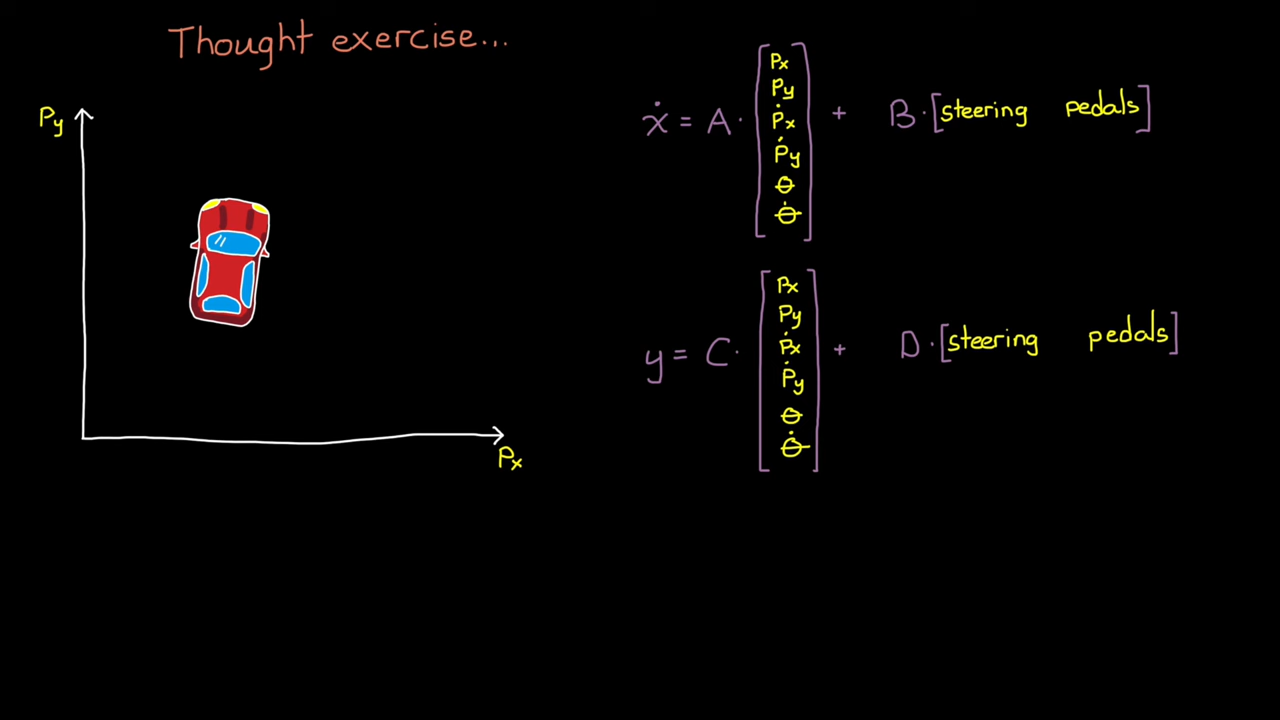 Thought exercise...
Py
Px
ẋ = A · [Px Py Ṗx Ṗy θ θ̇] + B · [steering pedals]
y = C · [Px Py Ṗx Ṗy θ θ̇] + D · [steering pedals]